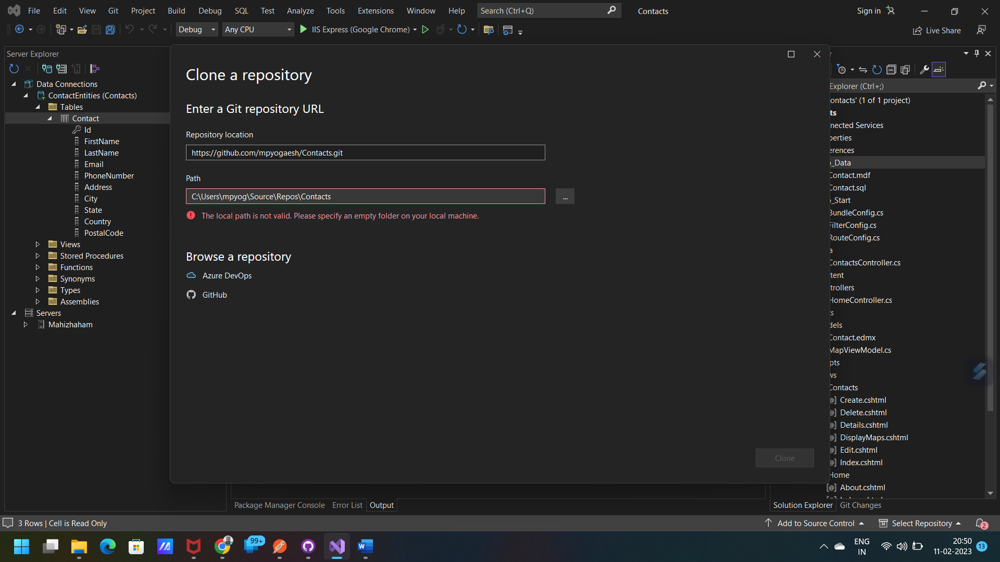 File Edit View Git Project Build Debug SQL Test Analyze Tools Extensions Window Help Search (Ctrl+Q) Contacts Sign in
Debug Any CPU IIS Express (Google Chrome) Live Share
Server Explorer
Data Connections
ContactEntities (Contacts)
Tables
Contact
Id
FirstName
LastName
Email
PhoneNumber
Address
City
State
Country
PostalCode
Views
Stored Procedures
Functions
Synonyms
Types
Assemblies
Servers
Mahizhaham
Clone a repository
Enter a Git repository URL
Repository location
https://github.com/mpyogaesh/Contacts.git
Path
C:\Users\mpyog\Source\Repos\Contacts
...
The local path is not valid. Please specify an empty folder on your local machine.
Browse a repository
Azure DevOps
GitHub
Clone
r
Explorer (Ctrl+;)
ontacts' (1 of 1 project)
ts
nected Services
perties
erences
_Data
Contact.mdf
Contact.sql
_Start
BundleConfig.cs
FilterConfig.cs
RouteConfig.cs
a
ContactsController.cs
tent
trollers
HomeController.cs
ts
dels
Contact.edmx
MapViewModel.cs
pts
ws
Contacts
Create.cshtml
Delete.cshtml
Details.cshtml
DisplayMaps.cshtml
Edit.cshtml
Index.cshtml
Home
About.cshtml
Package Manager Console Error List Output
Solution Explorer Git Changes
3 Rows | Cell is Read Only
Add to Source Control Select Repository 2
99+
ENG
IN
20:50
11-02-2023
13